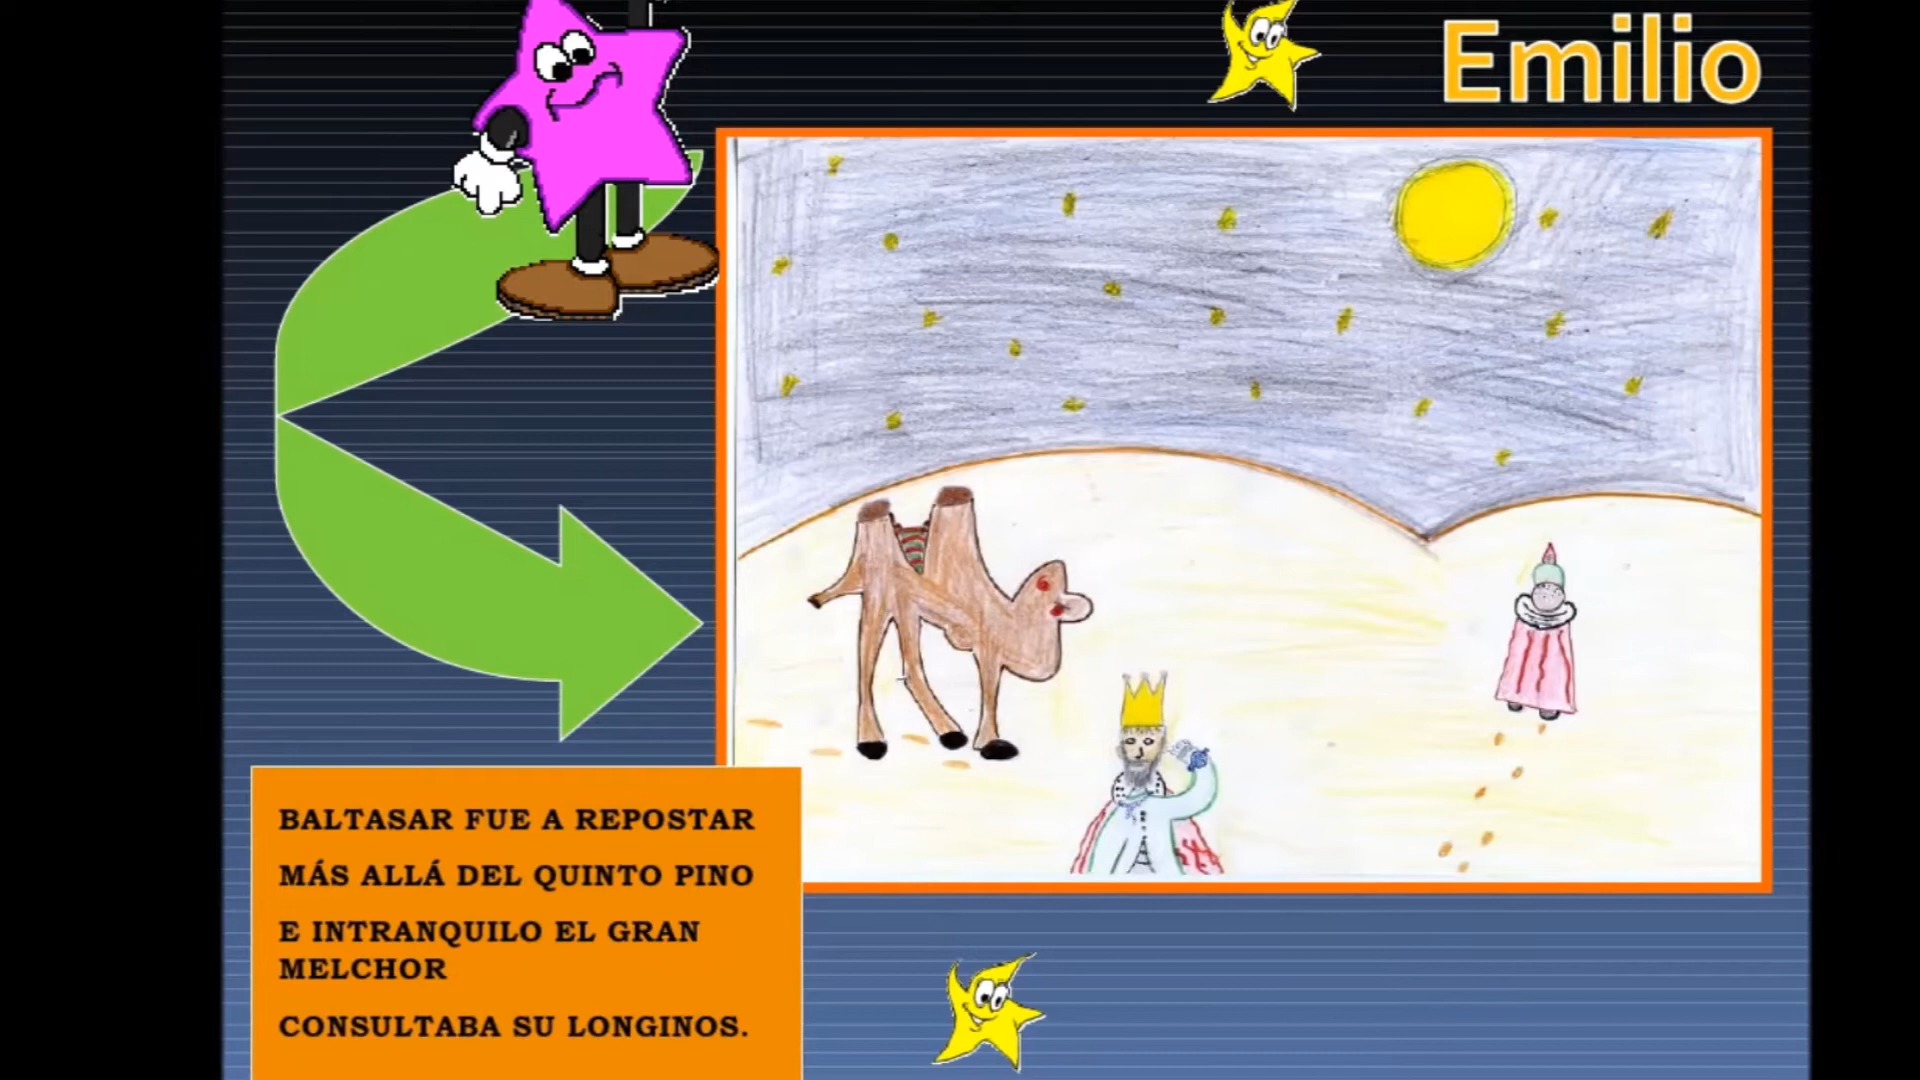 Emilio
BALTASAR FUE A REPOSTAR
MÁS ALLÁ DEL QUINTO PINO
E INTRANQUILO EL GRAN
MELCHOR
CONSULTABA SU LONGINOS.